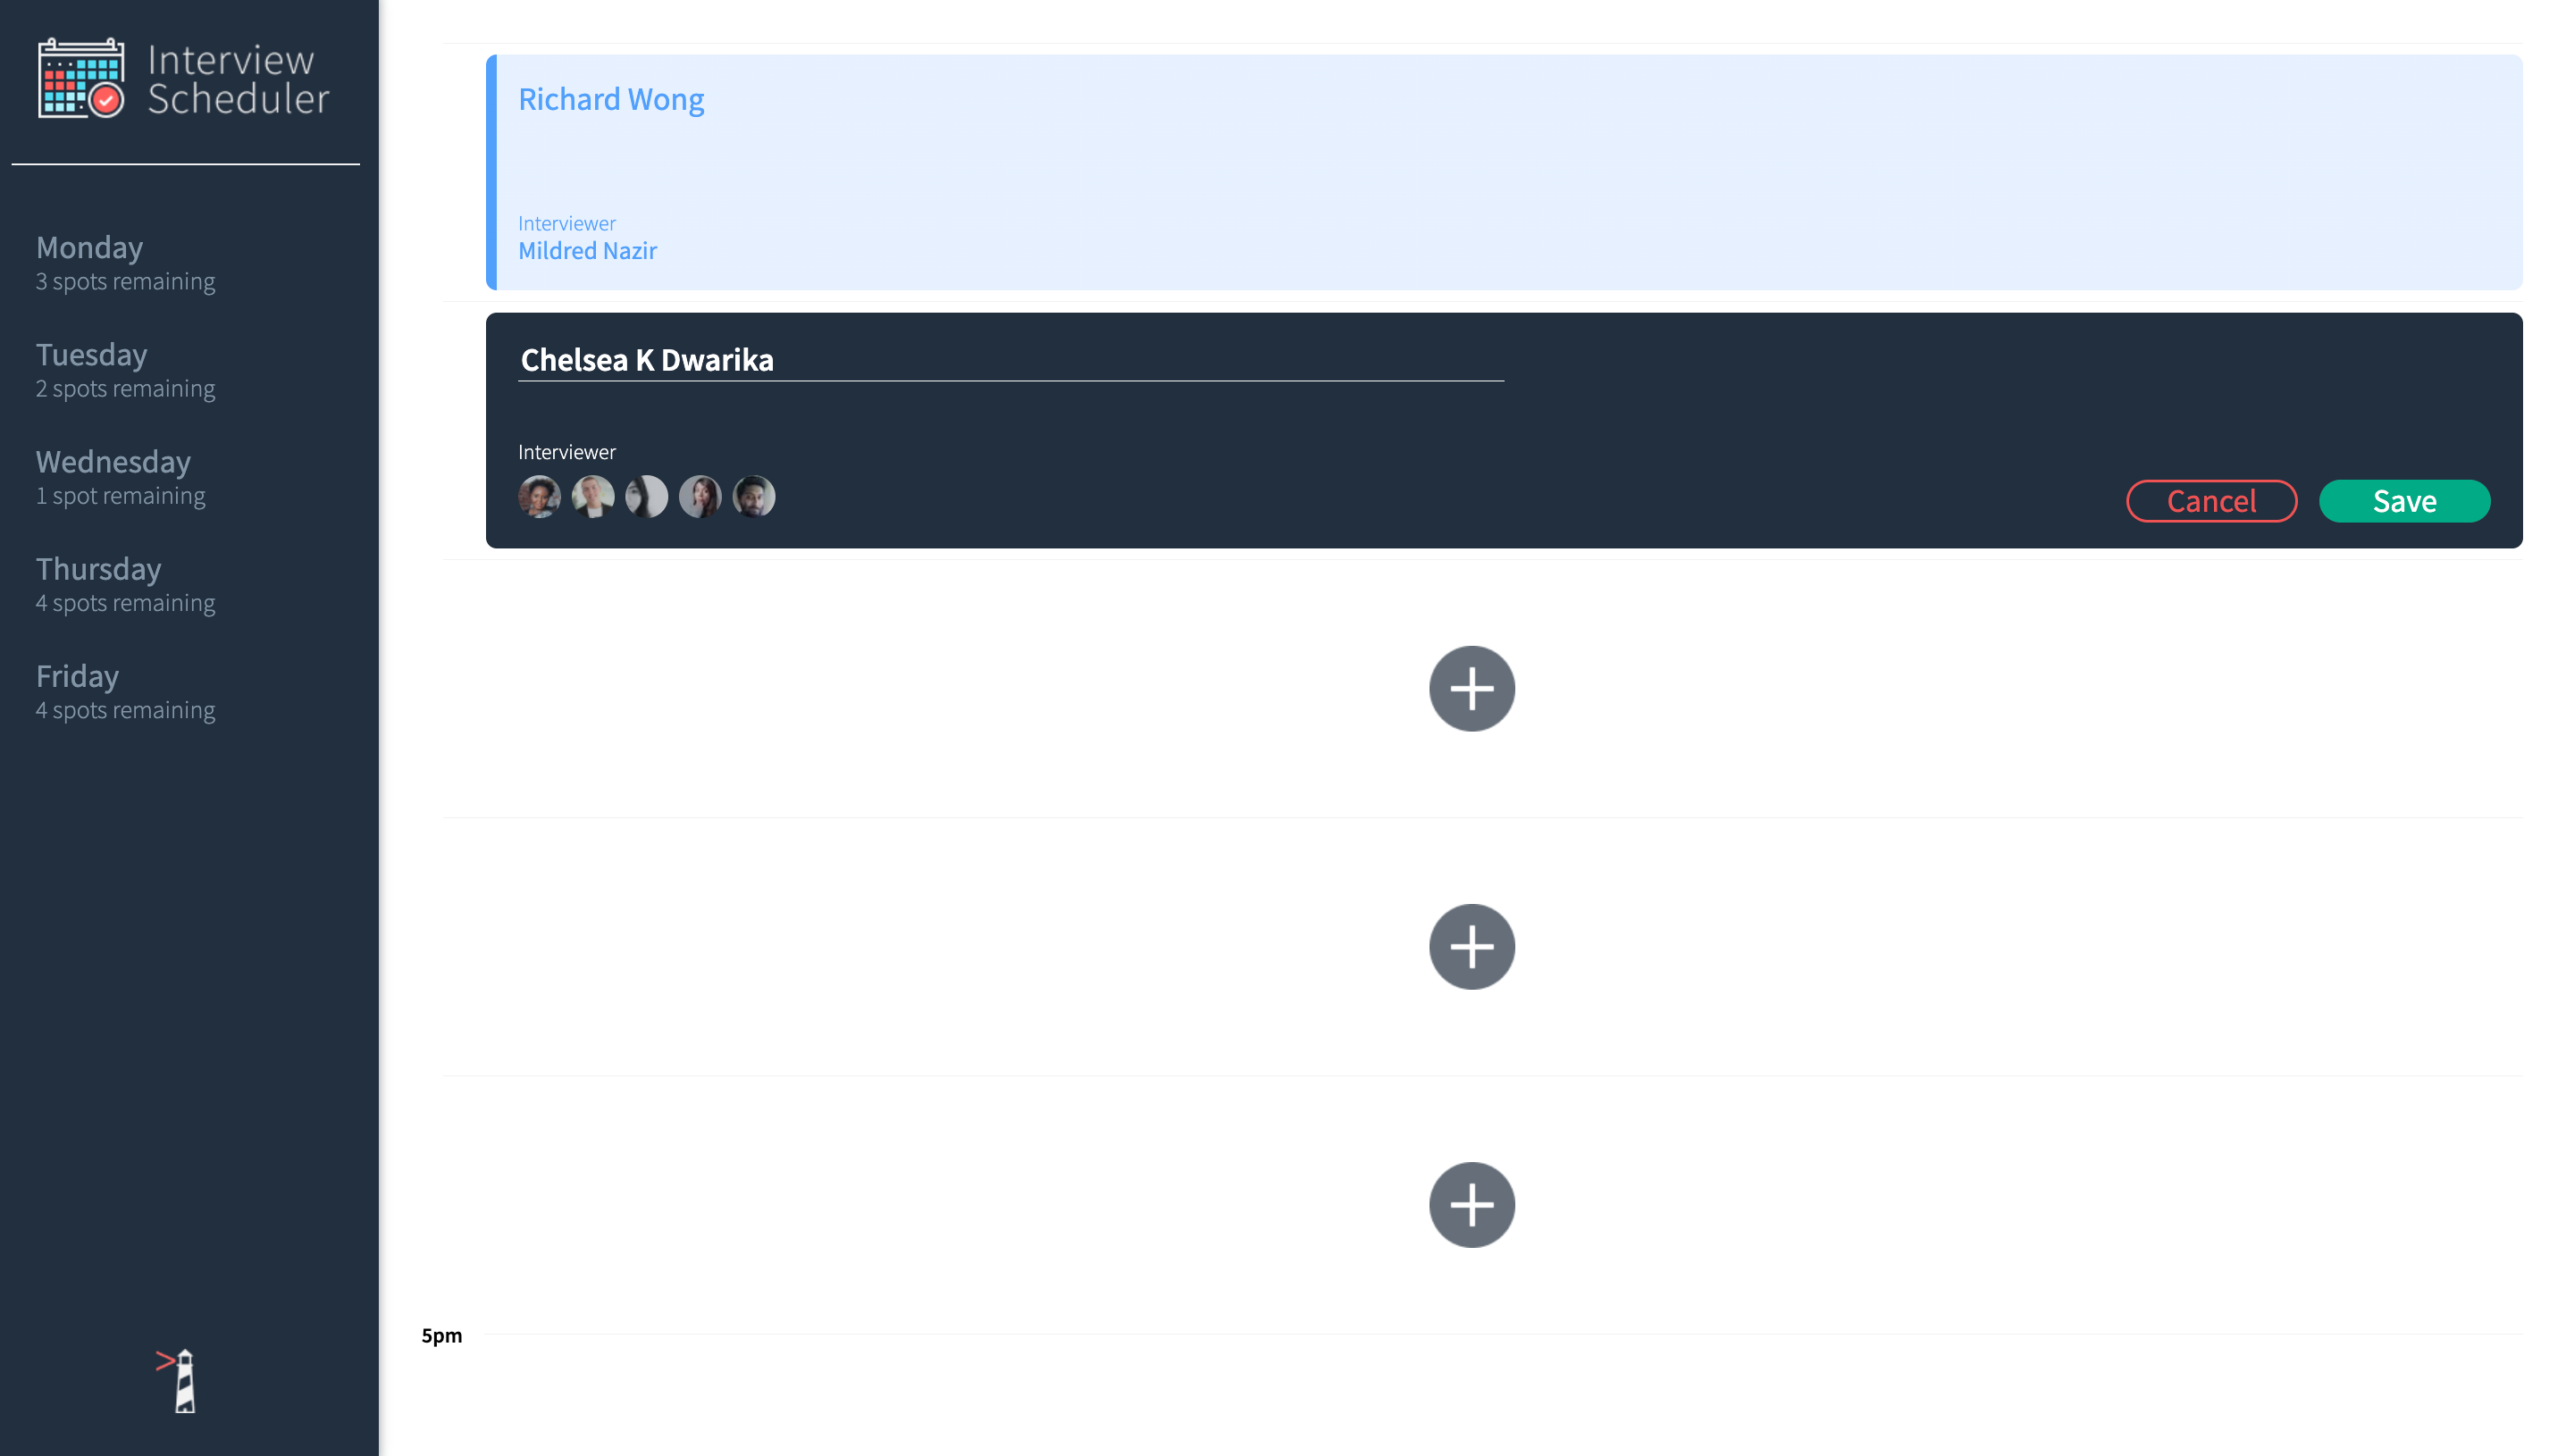 Interview
Scheduler
Monday
3 spots remaining
Tuesday
2 spots remaining
Wednesday
1 spot remaining
Thursday
4 spots remaining
Friday
4 spots remaining
Richard Wong
Interviewer
Mildred Nazir
Chelsea K Dwarika
Interviewer
Cancel
Save
5pm